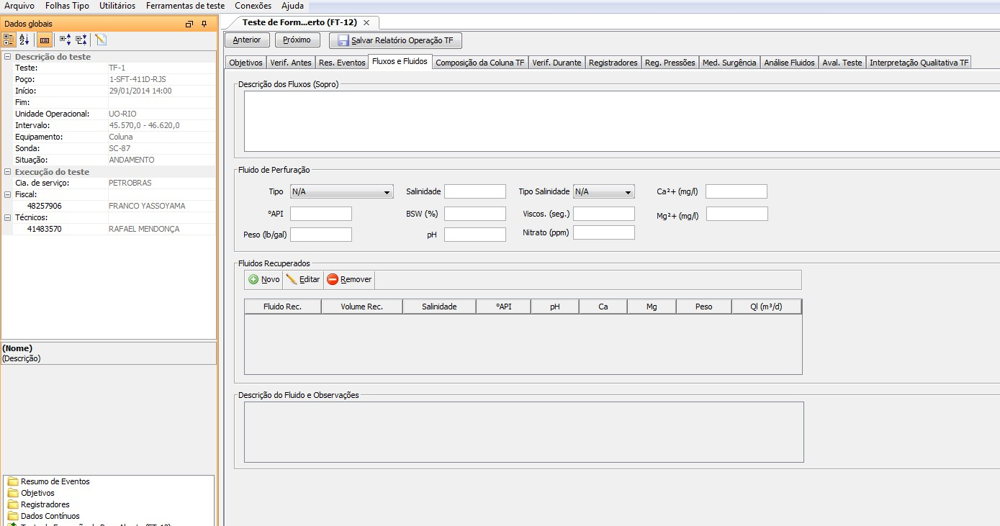 Arquivo Folhas Tipo Utilitários Ferramentas de teste Conexões Ajuda
Dados globais
Descrição do teste
Teste: TF-1
Poço: 1-SFT-411D-RJS
Início: 29/01/2014 14:00
Fim:
Unidade Operacional: UO-RIO
Intervalo: 45.570,0 - 46.620,0
Equipamento: Coluna
Sonda: SC-87
Situação: ANDAMENTO
Execução do teste
Cia. de serviço: PETROBRAS
Fiscal:
48257906 FRANCO YASSOYAMA
Técnicos:
41483570 RAFAEL MENDONÇA
(Nome)
(Descrição)
Resumo de Eventos
Objetivos
Registradores
Dados Contínuos
Teste de Form...erto (FT-12)
Anterior Próximo Salvar Relatório Operação TF
Objetivos Verif. Antes Res. Eventos Fluxos e Fluidos Composição da Coluna TF Verif. Durante Registradores Reg. Pressões Med. Surgência Análise Fluidos Aval. Teste Interpretação Qualitativa TF
Descrição dos Fluxos (Sopro)
Fluido de Perfuração
Tipo N/A Salinidade Tipo Salinidade N/A Ca²+ (mg/l)
ºAPI BSW (%) Viscos. (seg.) Mg²+ (mg/l)
Peso (lb/gal) pH Nitrato (ppm)
Fluidos Recuperados
Novo Editar Remover
Fluido Rec. Volume Rec. Salinidade ºAPI pH Ca Mg Peso Ql (m³/d)
Descrição do Fluido e Observações